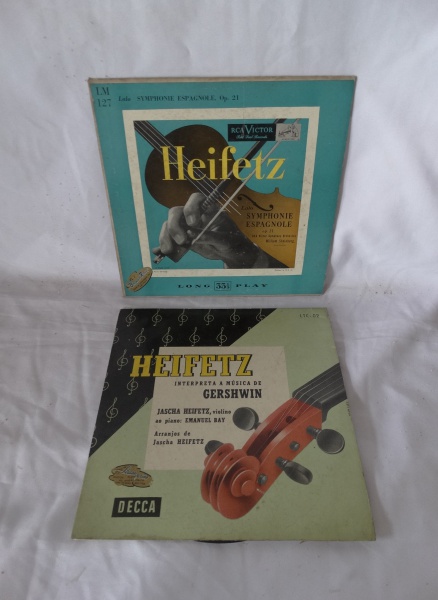 LM
127
Lalo SYMPHONIE ESPAGNOLE, Op. 21
RCA VICTOR
Heifetz
Lalo
SYMPHONIE
ESPAGNOLE
LONG 33⅓ PLAY
HEIFETZ
INTERPRETA A MÚSICA DE
GERSHWIN
JASCHA HEIFETZ, violino
ao piano: EMANUEL BAY
Arranjos de
Jascha HEIFETZ
DECCA